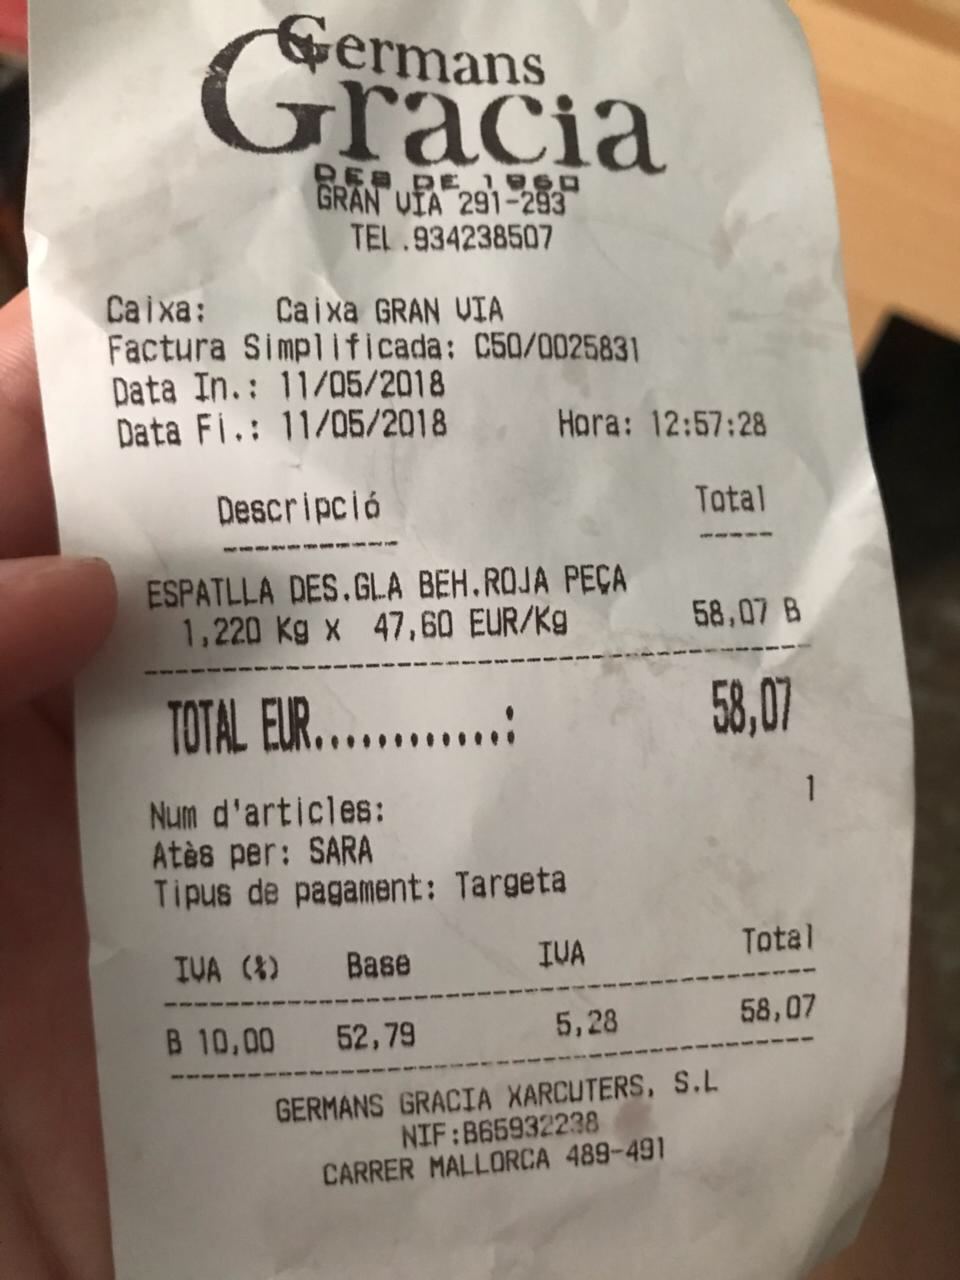 Germans
Gracia
DES DE 1960
GRAN VIA 291-293
TEL.934238507
Caixa: Caixa GRAN VIA
Factura Simplificada: C50/0025831
Data In.: 11/05/2018
Data Fi.: 11/05/2018 Hora: 12:57:28
Descripció Total
ESPATLLA DES.GLA BEH.ROJA PEÇA
1,220 Kg x 47,60 EUR/Kg 58,07 B
TOTAL EUR.............: 58,07
Num d'articles: 1
Atès per: SARA
Tipus de pagament: Targeta
IVA (%) Base IVA Total
B 10,00 52,79 5,28 58,07
GERMANS GRACIA XARCUTERS, S.L
NIF:B65932238
CARRER MALLORCA 489-491